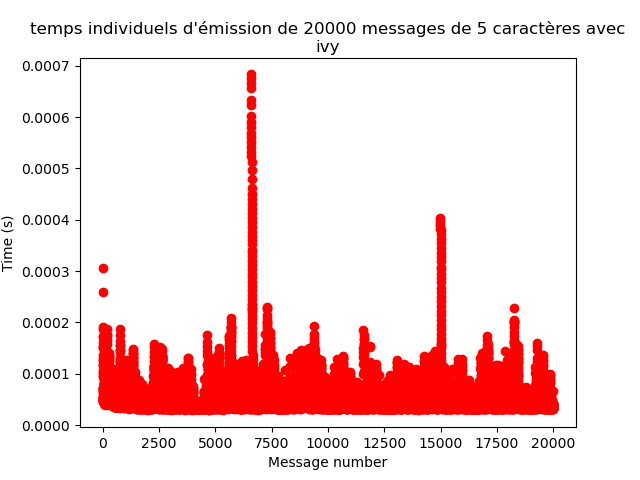 temps individuels d'émission de 20000 messages de 5 caractères avec
ivy
0.0007
0.0006
0.0005
0.0004
0.0003
0.0002
0.0001
0.0000
Time (s)
0 2500 5000 7500 10000 12500 15000 17500 20000
Message number